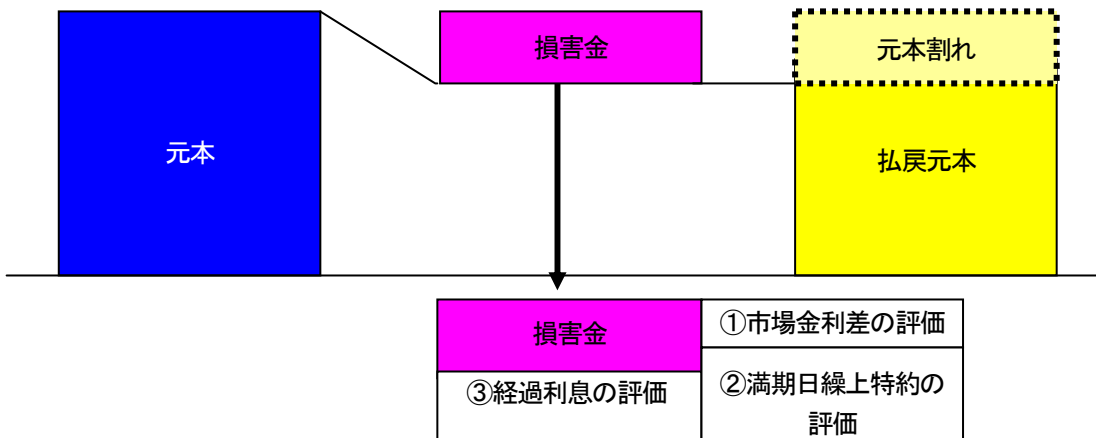 損害金
元本割れ
元本
払戻元本
損害金
①市場金利差の評価
③経過利息の評価
②満期日繰上特約の
評価